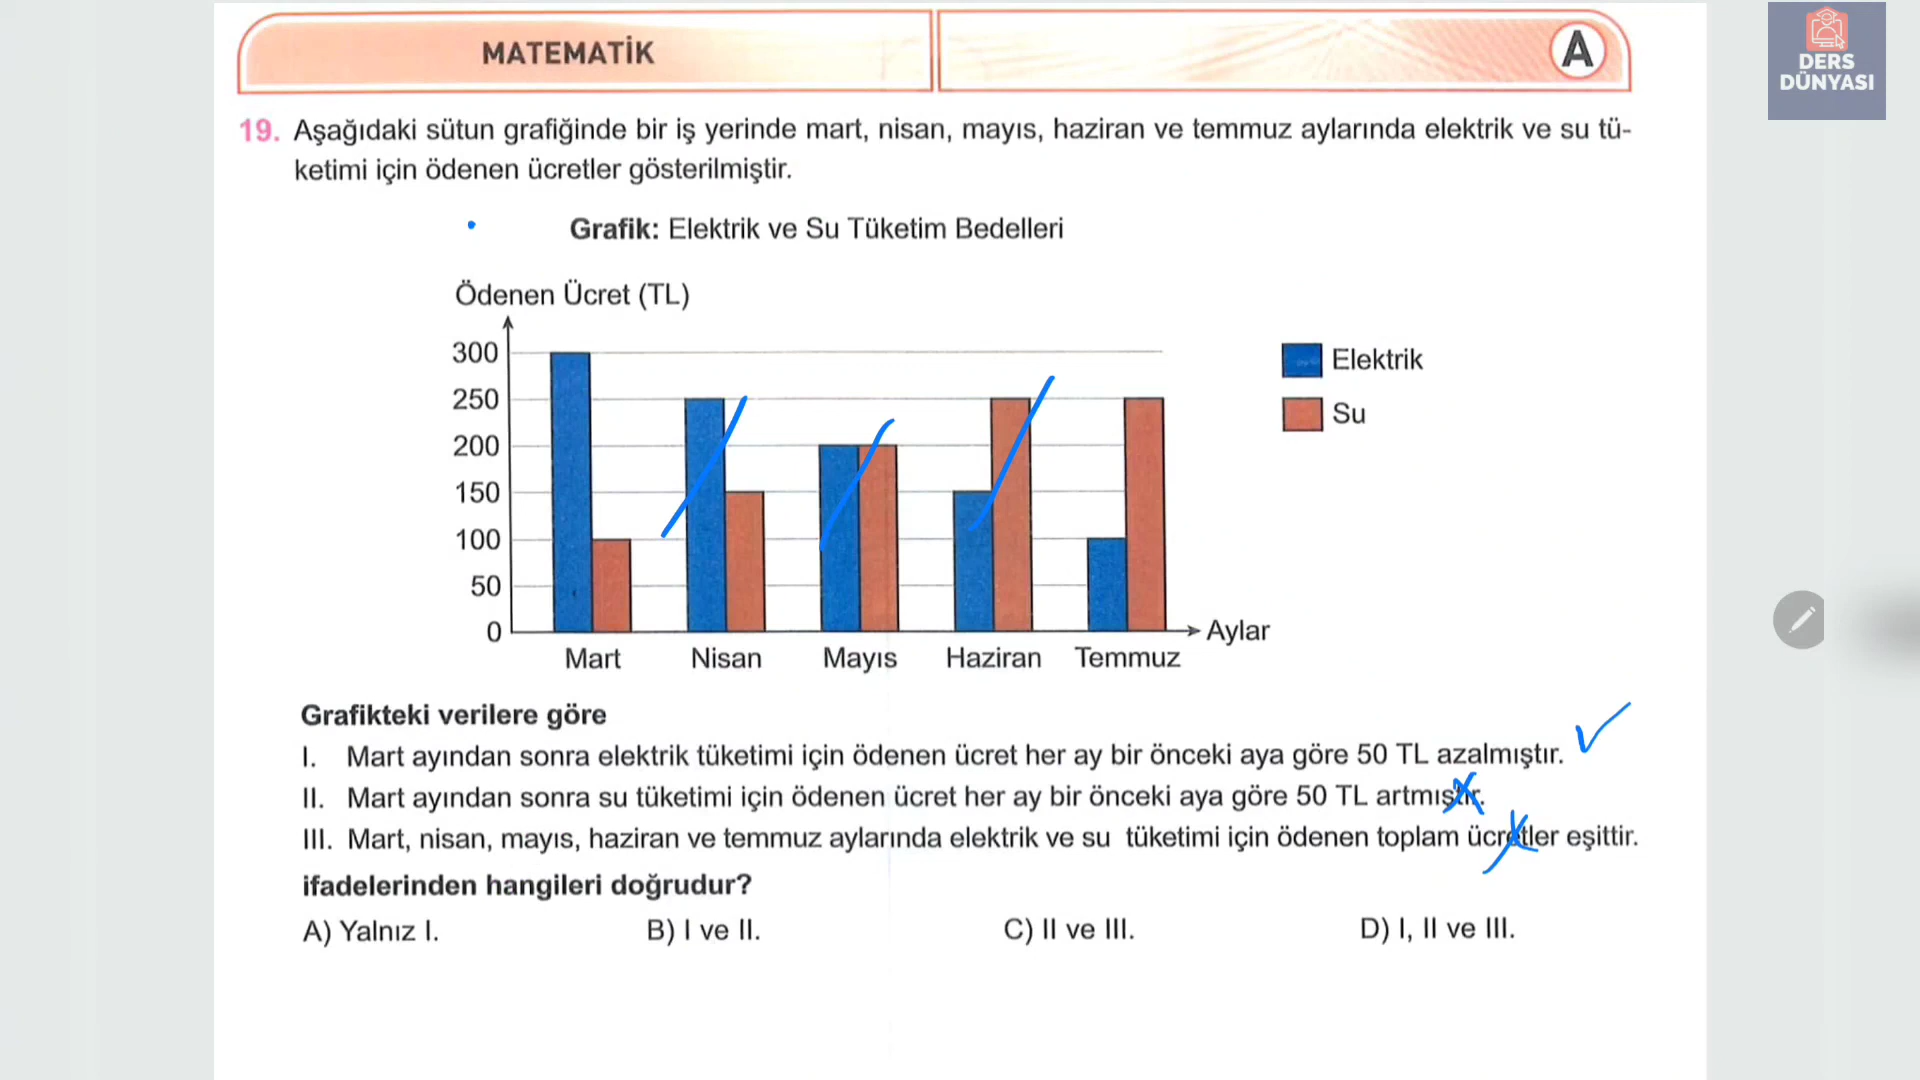 MATEMATİK
A
DERS
DÜNYASI
19. Aşağıdaki sütun grafiğinde bir iş yerinde mart, nisan, mayıs, haziran ve temmuz aylarında elektrik ve su tü-
ketimi için ödenen ücretler gösterilmiştir.
Grafik: Elektrik ve Su Tüketim Bedelleri
Ödenen Ücret (TL)
300
250
200
150
100
50
0
Elektrik
Su
Aylar
Mart Nisan Mayıs Haziran Temmuz
Grafikteki verilere göre
I. Mart ayından sonra elektrik tüketimi için ödenen ücret her ay bir önceki aya göre 50 TL azalmıştır.
II. Mart ayından sonra su tüketimi için ödenen ücret her ay bir önceki aya göre 50 TL artmıştır.
III. Mart, nisan, mayıs, haziran ve temmuz aylarında elektrik ve su tüketimi için ödenen toplam ücretler eşittir.
ifadelerinden hangileri doğrudur?
A) Yalnız I. B) I ve II. C) II ve III. D) I, II ve III.